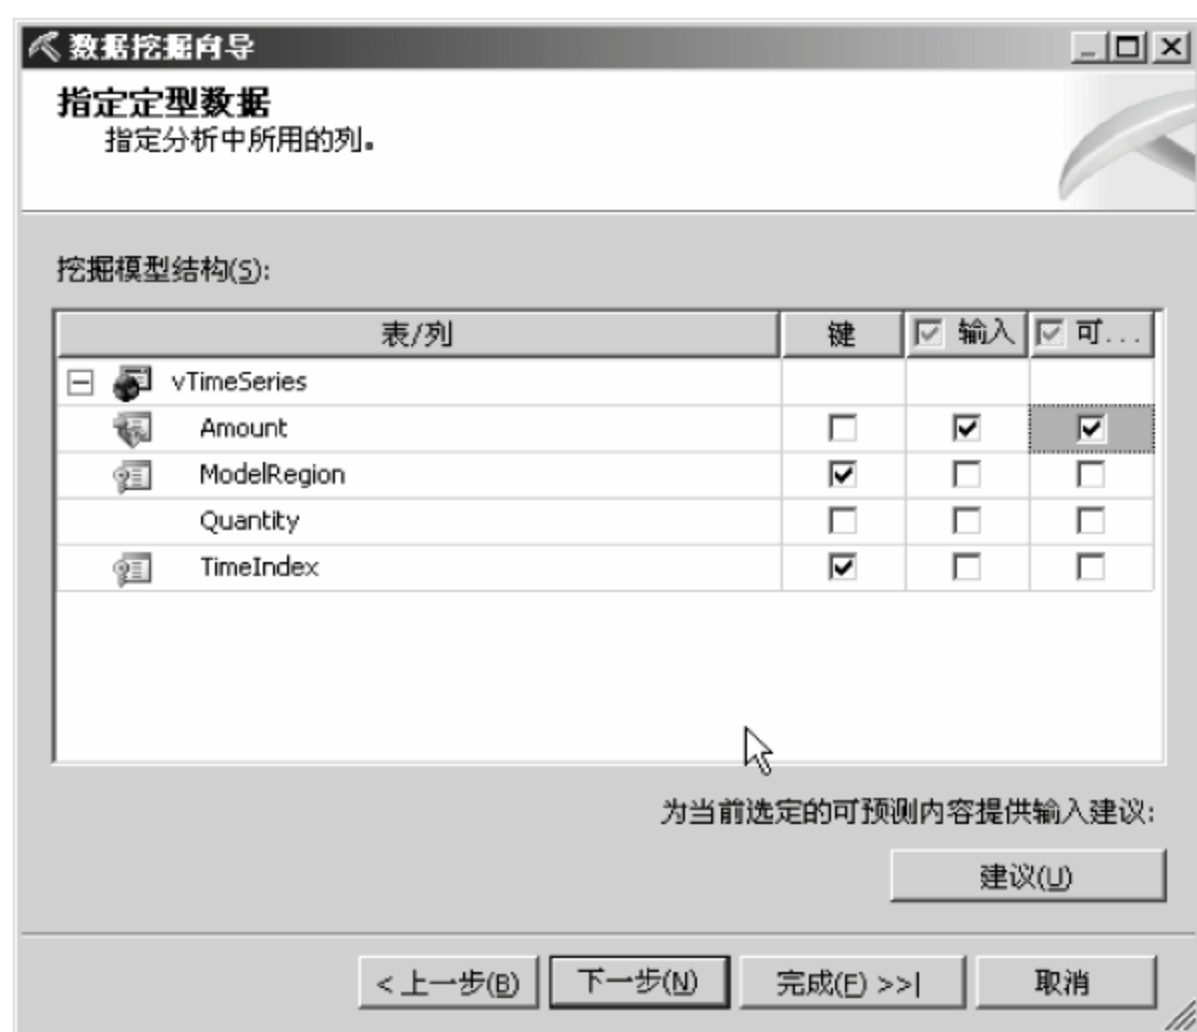 数据挖掘向导
指定定型数据
指定分析中所用的列。
挖掘模型结构(S):
表/列 键 输入 可...
vTimeSeries
Amount
ModelRegion
Quantity
TimeIndex
为当前选定的可预测内容提供输入建议:
建议(U)
<上一步(B) 下一步(N) 完成(F) >>| 取消